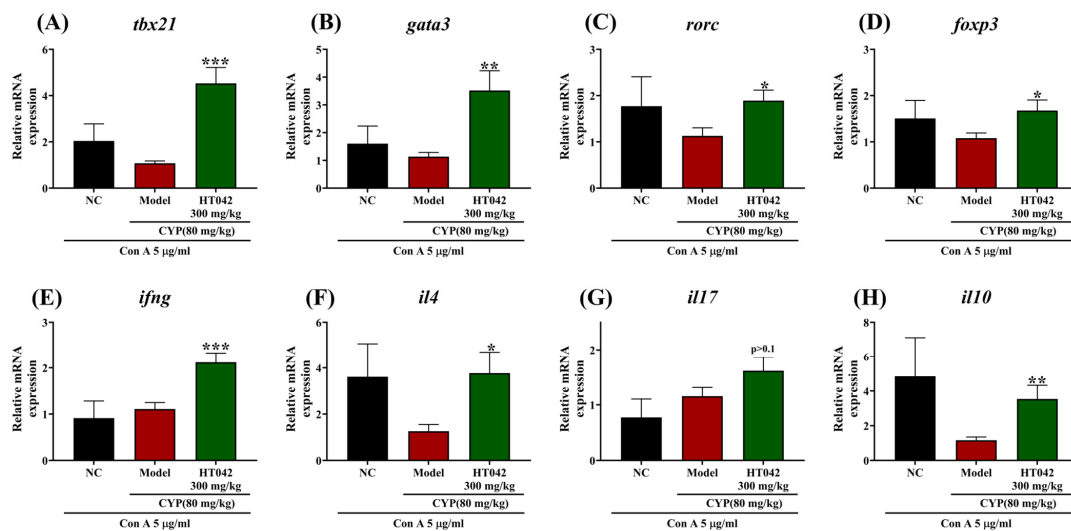 (A) tbx21
Relative mRNA
expression
6
4
2
0
***
NC Model HT042
300 mg/kg
CYP(80 mg/kg)
Con A 5 µg/ml
(B) gata3
Relative mRNA
expression
5
4
3
2
1
0
**
NC Model HT042
300 mg/kg
CYP(80 mg/kg)
Con A 5 µg/ml
(C) rorc
Relative mRNA
expression
3
2
1
0
*
NC Model HT042
300 mg/kg
CYP(80 mg/kg)
Con A 5 µg/ml
(D) foxp3
Relative mRNA
expression
3
2
1
0
*
NC Model HT042
300 mg/kg
CYP(80 mg/kg)
Con A 5 µg/ml
(E) ifng
Relative mRNA
expression
3
2
1
0
***
NC Model HT042
300 mg/kg
CYP(80 mg/kg)
Con A 5 µg/ml
(F) il4
Relative mRNA
expression
6
4
2
0
*
NC Model HT042
300 mg/kg
CYP(80 mg/kg)
Con A 5 µg/ml
(G) il17
Relative mRNA
expression
2
1
0
p>0.1
NC Model HT042
300 mg/kg
CYP(80 mg/kg)
Con A 5 µg/ml
(H) il10
Relative mRNA
expression
8
6
4
2
0
**
NC Model HT042
300 mg/kg
CYP(80 mg/kg)
Con A 5 µg/ml